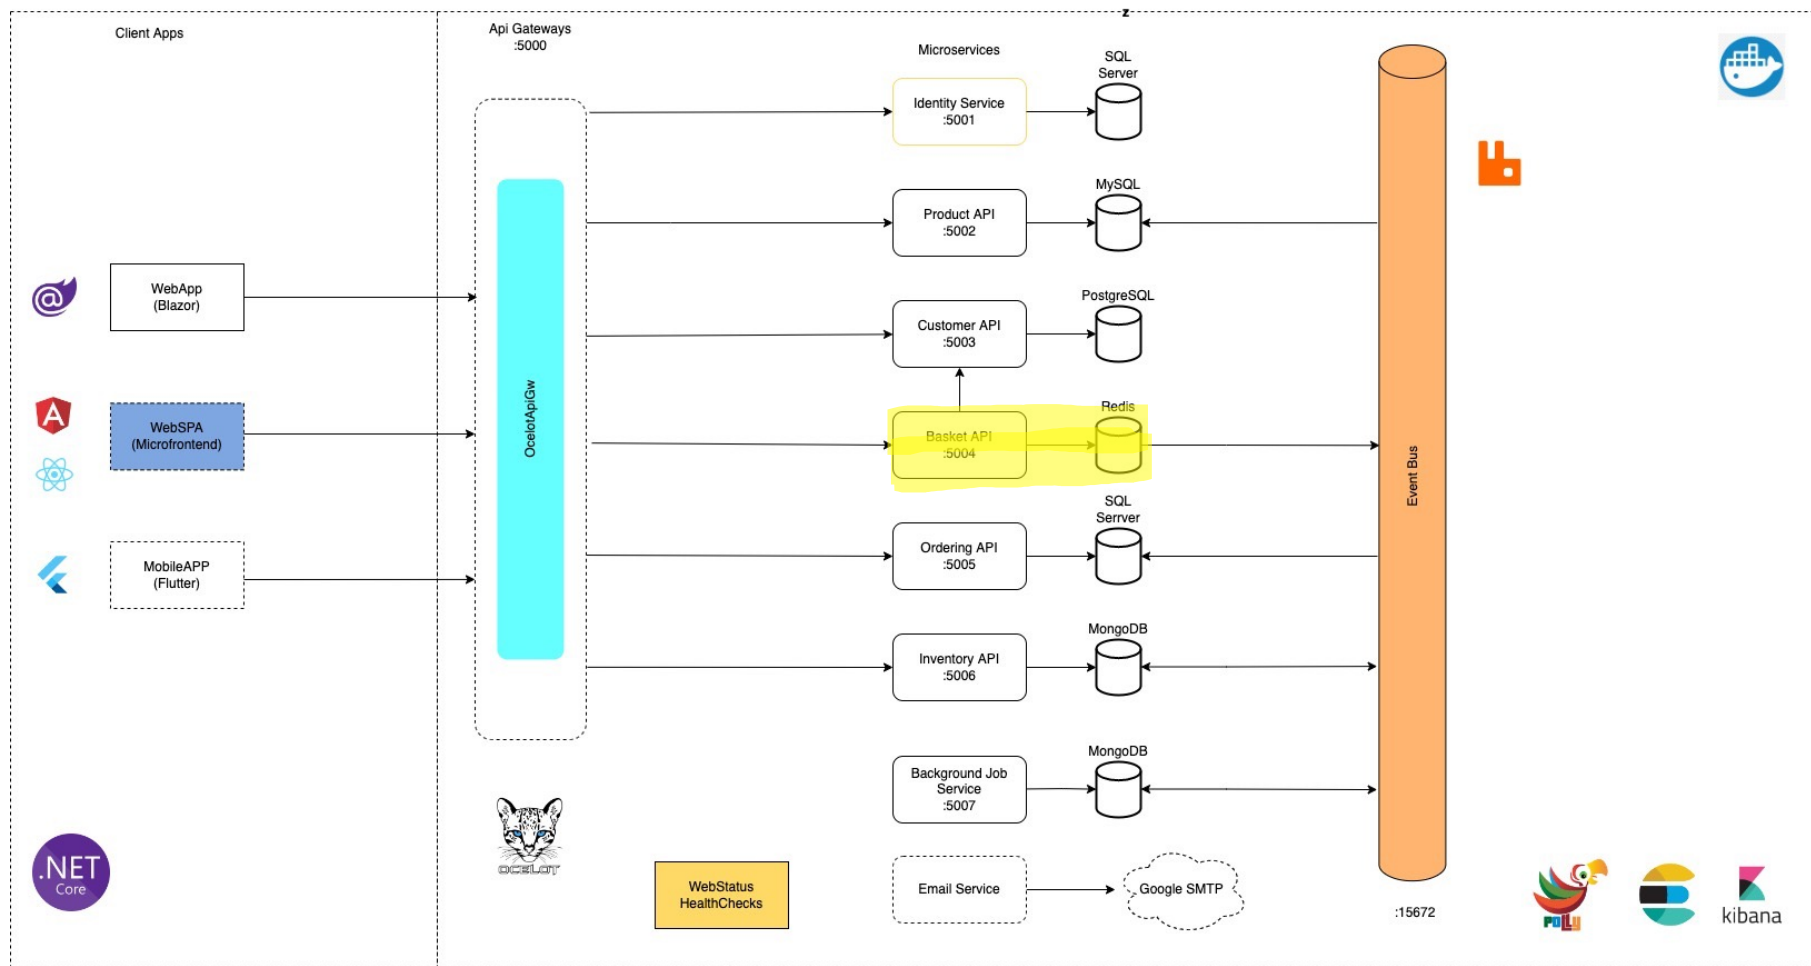 z
Client Apps
Api Gateways
:5000
Microservices
SQL
Server
Identity Service
:5001
MySQL
Product API
:5002
WebApp
(Blazor)
PostgreSQL
Customer API
:5003
OcelotApiGw
WebSPA
(Microfrontend)
Redis
Basket API
:5004
Event Bus
SQL
Serrver
Ordering API
:5005
MobileAPP
(Flutter)
MongoDB
Inventory API
:5006
MongoDB
Background Job
Service
:5007
OCELOT
.NET
Core
WebStatus
HealthChecks
Email Service
Google SMTP
:15672
POLLY
kibana